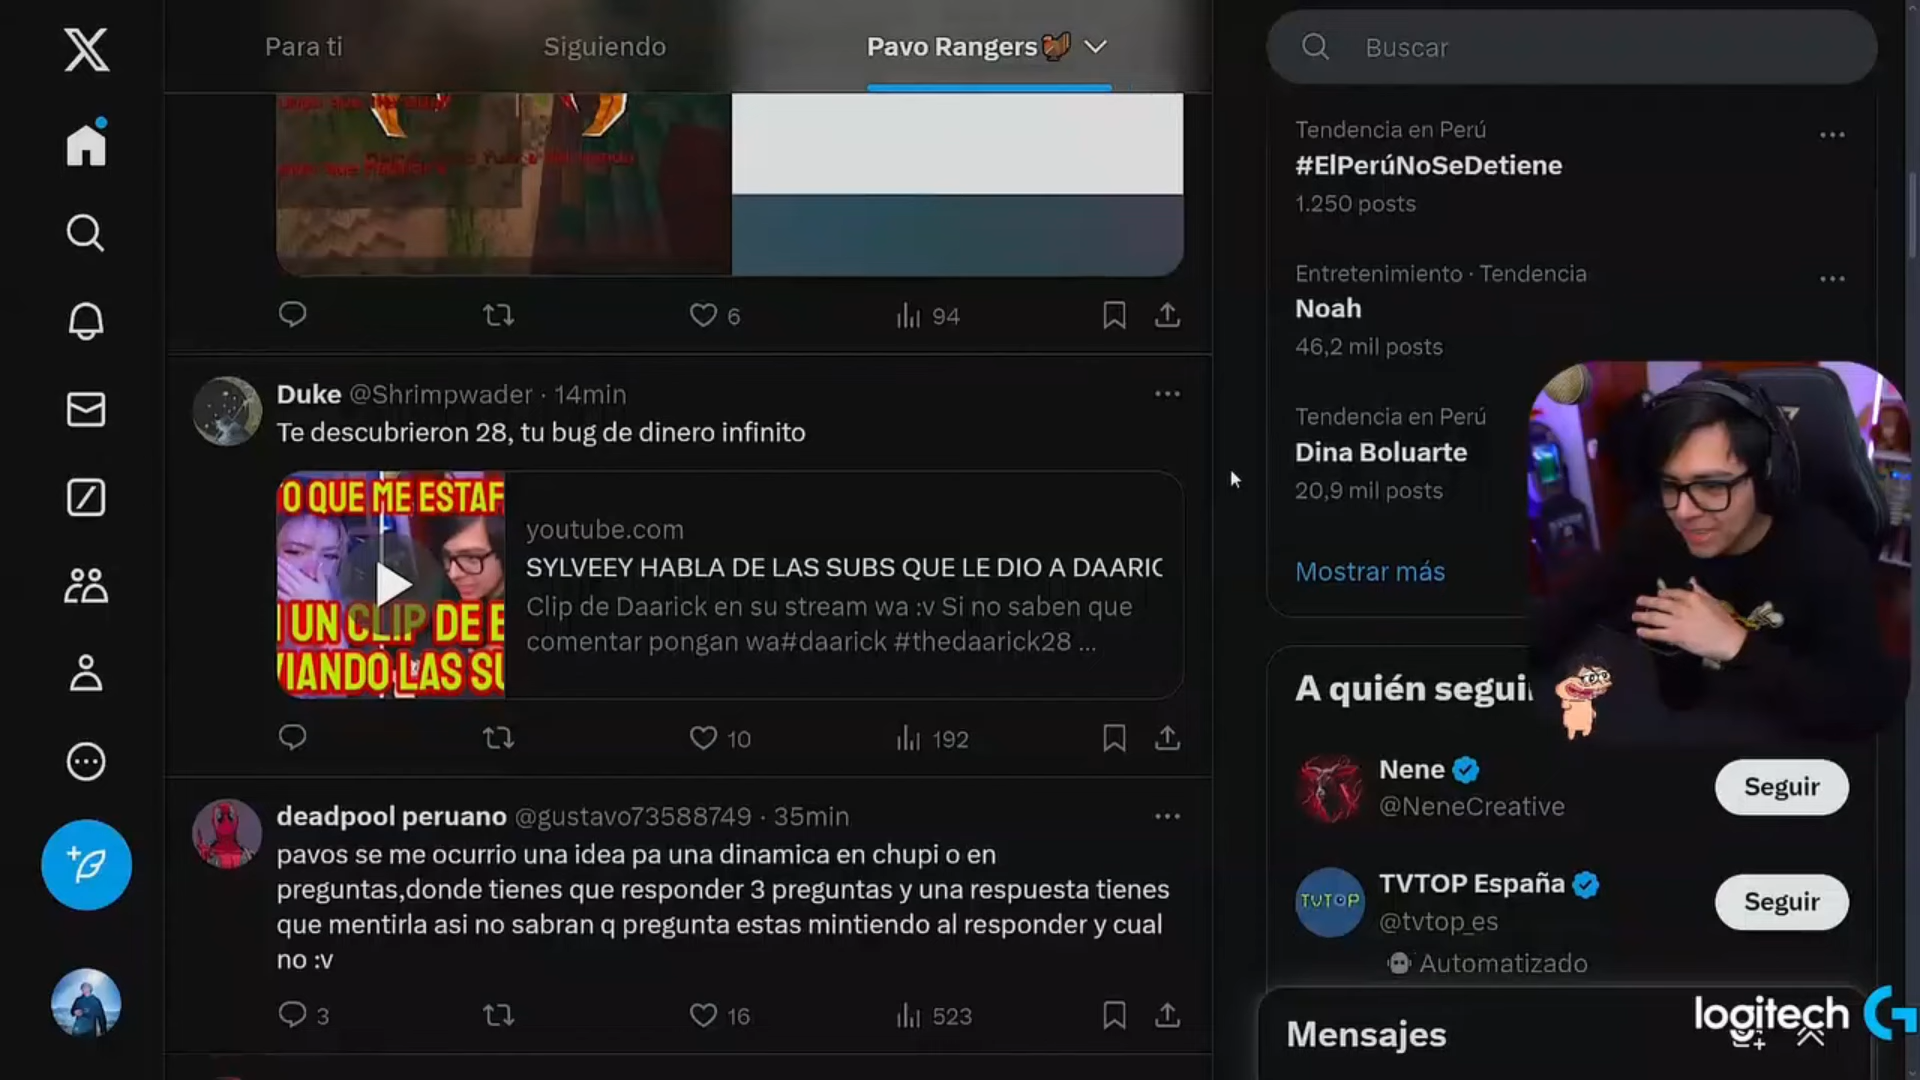 Para ti
Siguiendo
Pavo Rangers
Buscar
6
94
Duke @Shrimpwader · 14min
Te descubrieron 28, tu bug de dinero infinito
O QUE ME ESTAF
UN CLIP DE E
VIANDO LAS SU
youtube.com
SYLVEEY HABLA DE LAS SUBS QUE LE DIO A DAARIC
Clip de Daarick en su stream wa :v Si no saben que
comentar pongan wa#daarick #thedaarick28 ...
10
192
deadpool peruano @gustavo73588749 · 35min
pavos se me ocurrio una idea pa una dinamica en chupi o en
preguntas,donde tienes que responder 3 preguntas y una respuesta tienes
que mentirla asi no sabran q pregunta estas mintiendo al responder y cual
no :v
3
16
523
Tendencia en Perú
#ElPerúNoSeDetiene
1.250 posts
Entretenimiento · Tendencia
Noah
46,2 mil posts
Tendencia en Perú
Dina Boluarte
20,9 mil posts
Mostrar más
A quién seguir
Nene
@NeneCreative
Seguir
TVTOP
TVTOP España
@tvtop_es
Seguir
Automatizado
Mensajes
logitech G